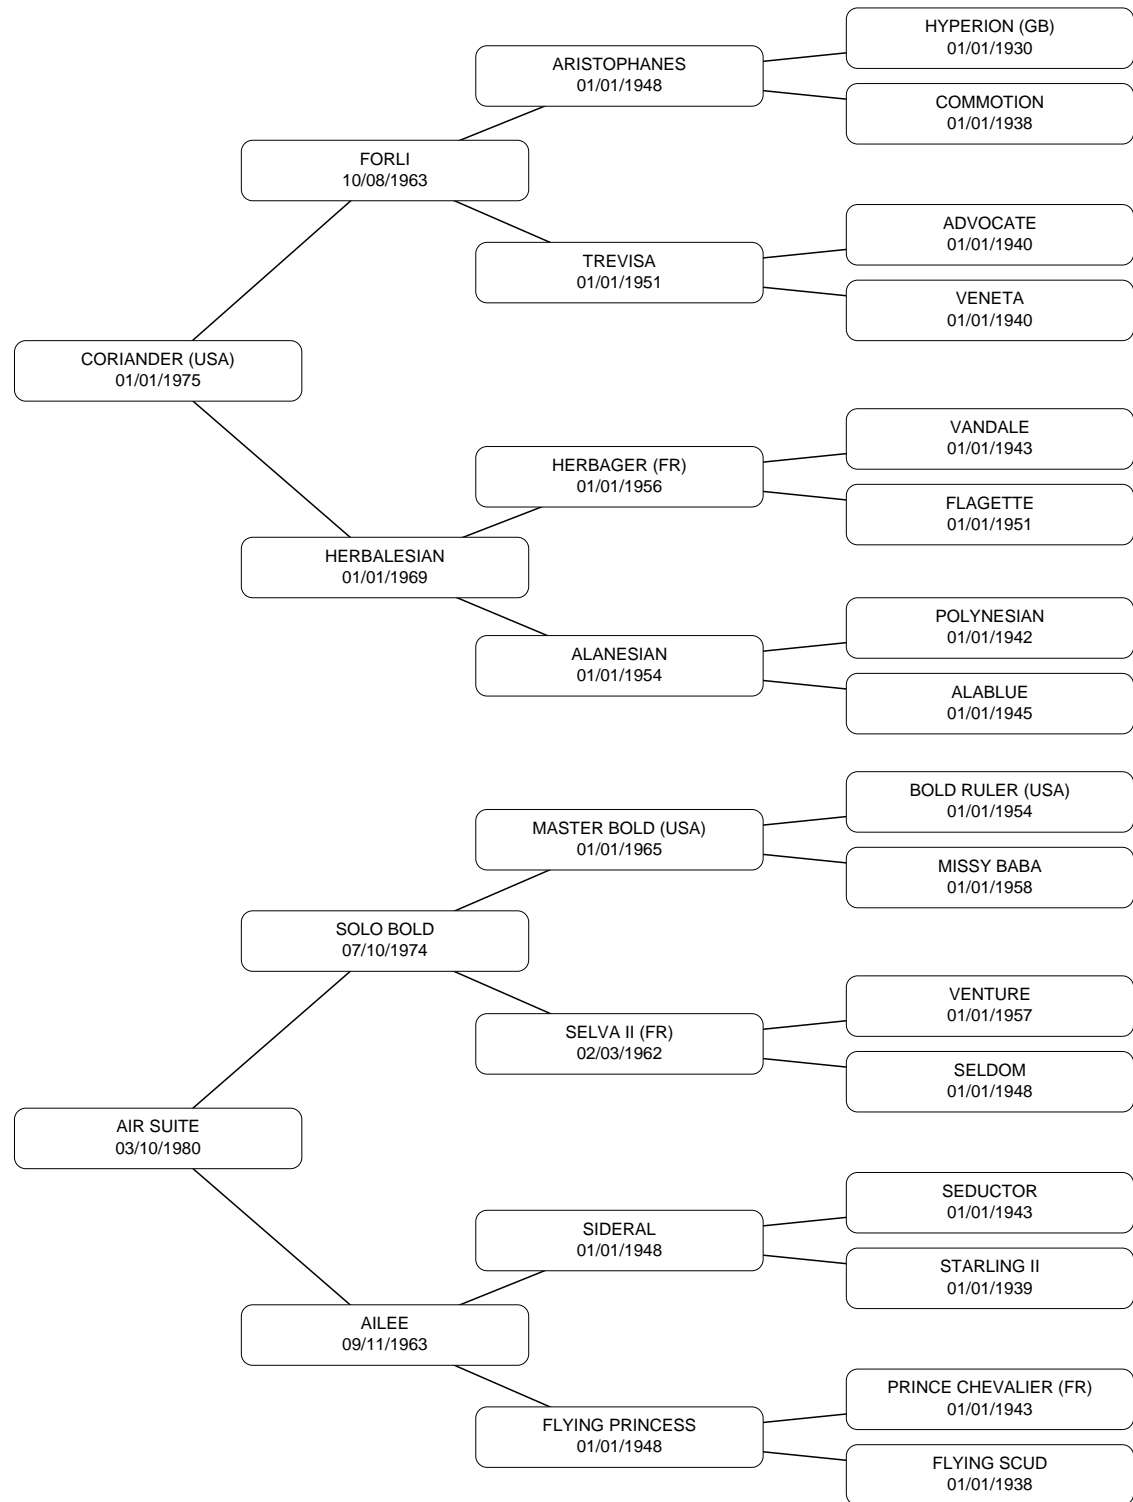 HYPERION (GB)
01/01/1930
ARISTOPHANES
01/01/1948
COMMOTION
01/01/1938
FORLI
10/08/1963
ADVOCATE
01/01/1940
TREVISA
01/01/1951
VENETA
01/01/1940
CORIANDER (USA)
01/01/1975
VANDALE
01/01/1943
HERBAGER (FR)
01/01/1956
FLAGETTE
01/01/1951
HERBALESIAN
01/01/1969
POLYNESIAN
01/01/1942
ALANESIAN
01/01/1954
ALABLUE
01/01/1945
BOLD RULER (USA)
01/01/1954
MASTER BOLD (USA)
01/01/1965
MISSY BABA
01/01/1958
SOLO BOLD
07/10/1974
VENTURE
01/01/1957
SELVA II (FR)
02/03/1962
SELDOM
01/01/1948
AIR SUITE
03/10/1980
SEDUCTOR
01/01/1943
SIDERAL
01/01/1948
STARLING II
01/01/1939
AILEE
09/11/1963
PRINCE CHEVALIER (FR)
01/01/1943
FLYING PRINCESS
01/01/1948
FLYING SCUD
01/01/1938